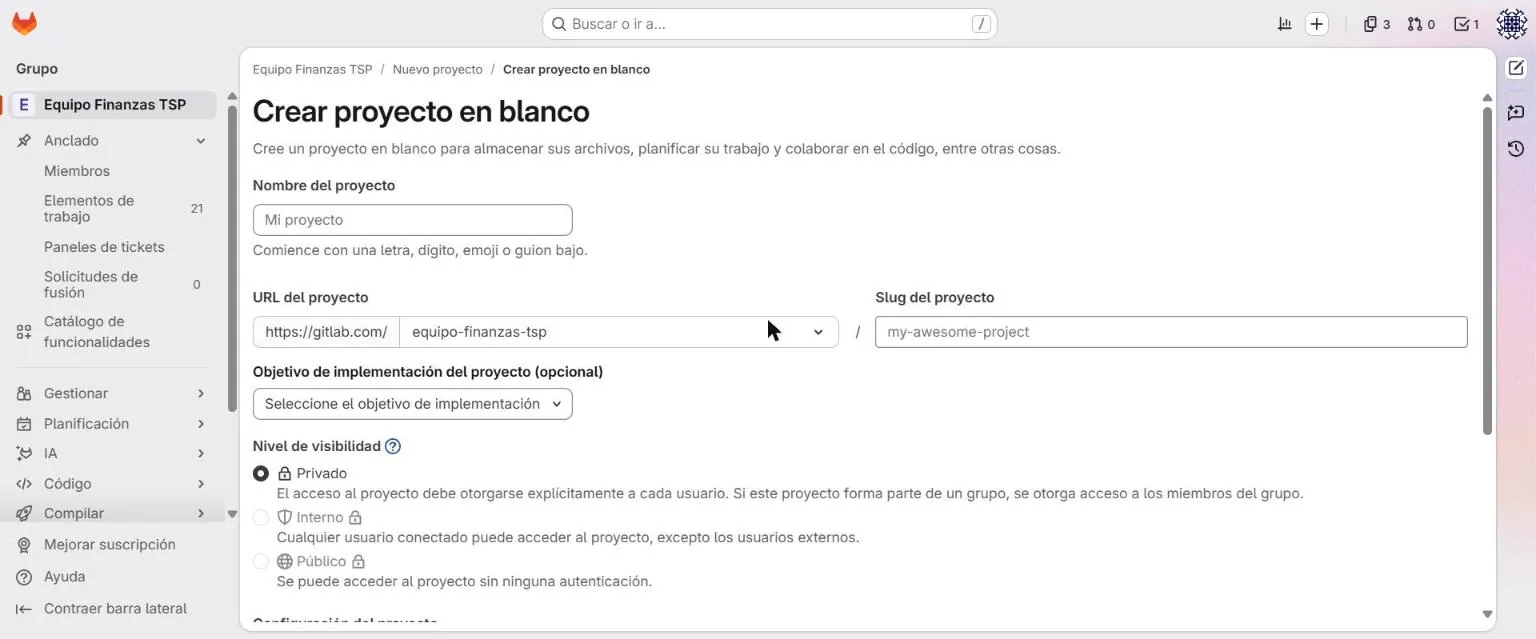 Buscar o ir a...
/
3
0
1
Grupo
E Equipo Finanzas TSP
Anclado
Miembros
Elementos de
trabajo
21
Paneles de tickets
Solicitudes de
fusión
0
Catálogo de
funcionalidades
Gestionar
Planificación
IA
Código
Compilar
Mejorar suscripción
Ayuda
Contraer barra lateral
Equipo Finanzas TSP / Nuevo proyecto / Crear proyecto en blanco
Crear proyecto en blanco
Cree un proyecto en blanco para almacenar sus archivos, planificar su trabajo y colaborar en el código, entre otras cosas.
Nombre del proyecto
Mi proyecto
Comience con una letra, dígito, emoji o guion bajo.
URL del proyecto
Slug del proyecto
https://gitlab.com/ equipo-finanzas-tsp / my-awesome-project
Objetivo de implementación del proyecto (opcional)
Seleccione el objetivo de implementación
Nivel de visibilidad ?
Privado
El acceso al proyecto debe otorgarse explícitamente a cada usuario. Si este proyecto forma parte de un grupo, se otorga acceso a los miembros del grupo.
Interno
Cualquier usuario conectado puede acceder al proyecto, excepto los usuarios externos.
Público
Se puede acceder al proyecto sin ninguna autenticación.
Configuración del proyecto